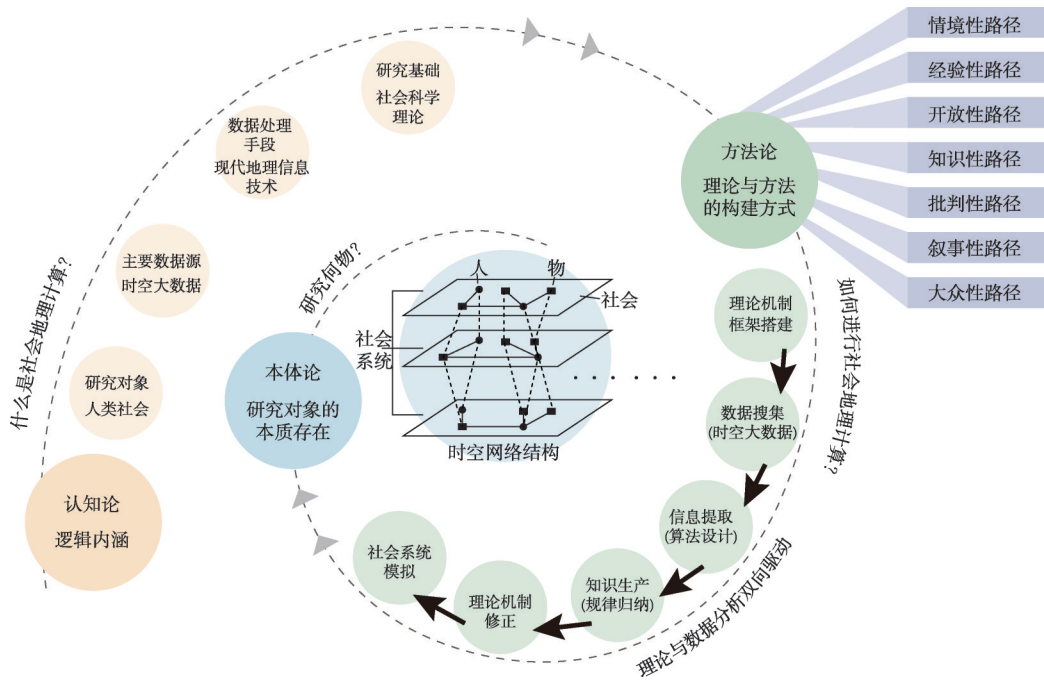 什么是社会地理计算?
认知论
逻辑内涵
研究对象
人类社会
主要数据源
时空大数据
数据处理
手段
现代地理信息
技术
研究基础
社会科学
理论
方法论
理论与方法
的构建方式
情境性路径
经验性路径
开放性路径
知识性路径
批判性路径
叙事性路径
大众性路径
如何进行社会地理计算?
理论机制
框架搭建
数据搜集
(时空大数据)
信息提取
(算法设计)
知识生产
(规律归纳)
理论机制
修正
社会系统
模拟
理论与数据分析双向驱动
本体论
研究对象的
本质存在
研究何物?
人
物
社会
社会
系统
······
时空网络结构